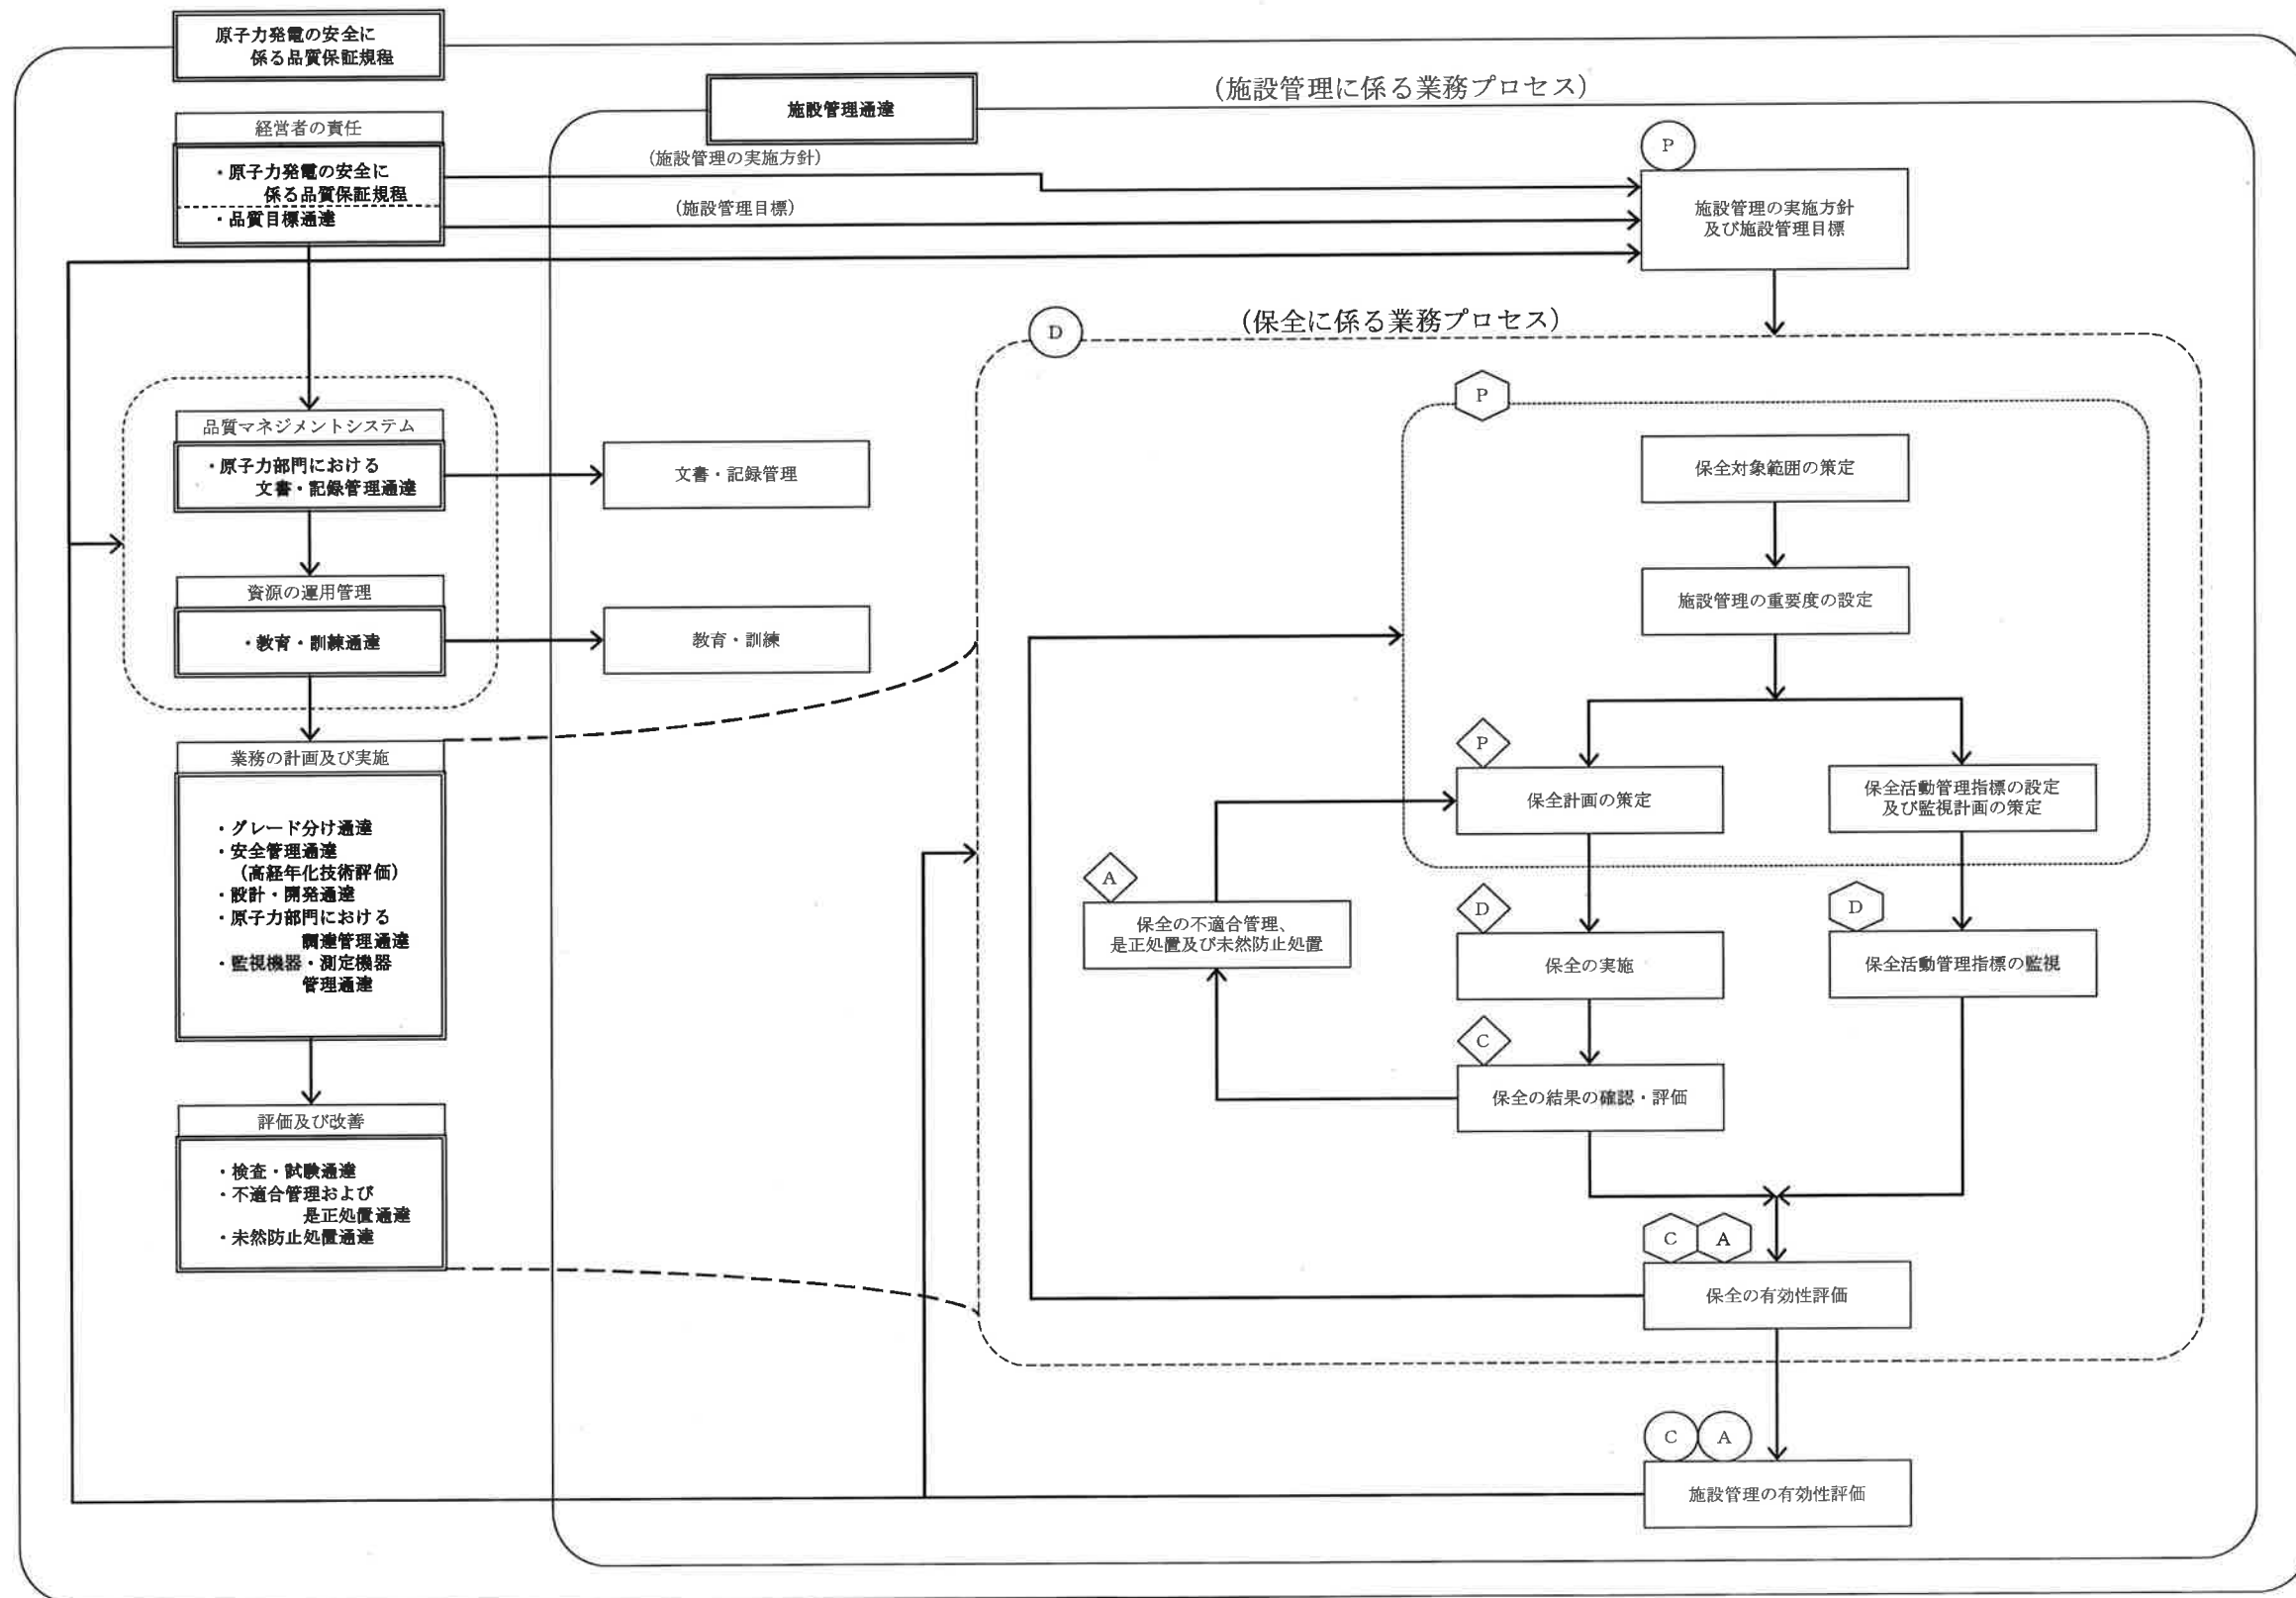 原子力発電の安全に
係る品質保証規程
施設管理通達
(施設管理に係る業務プロセス)
経営者の責任
・原子力発電の安全に
係る品質保証規程
・品質目標通達
(施設管理の実施方針)
(施設管理目標)
P
施設管理の実施方針
及び施設管理目標
D
(保全に係る業務プロセス)
品質マネジメントシステム
・原子力部門における
文書・記録管理通達
文書・記録管理
資源の運用管理
・教育・訓練通達
教育・訓練
業務の計画及び実施
・グレード分け通達
・安全管理通達
(高経年化技術評価)
・設計・開発通達
・原子力部門における
調達管理通達
・監視機器・測定機器
管理通達
評価及び改善
・検査・試験通達
・不適合管理および
是正処置通達
・未然防止処置通達
P
保全対象範囲の策定
施設管理の重要度の設定
P
保全計画の策定
保全活動管理指標の設定
及び監視計画の策定
A
保全の不適合管理、
是正処置及び未然防止処置
D
保全の実施
D
保全活動管理指標の監視
C
保全の結果の確認・評価
C
A
保全の有効性評価
C
A
施設管理の有効性評価